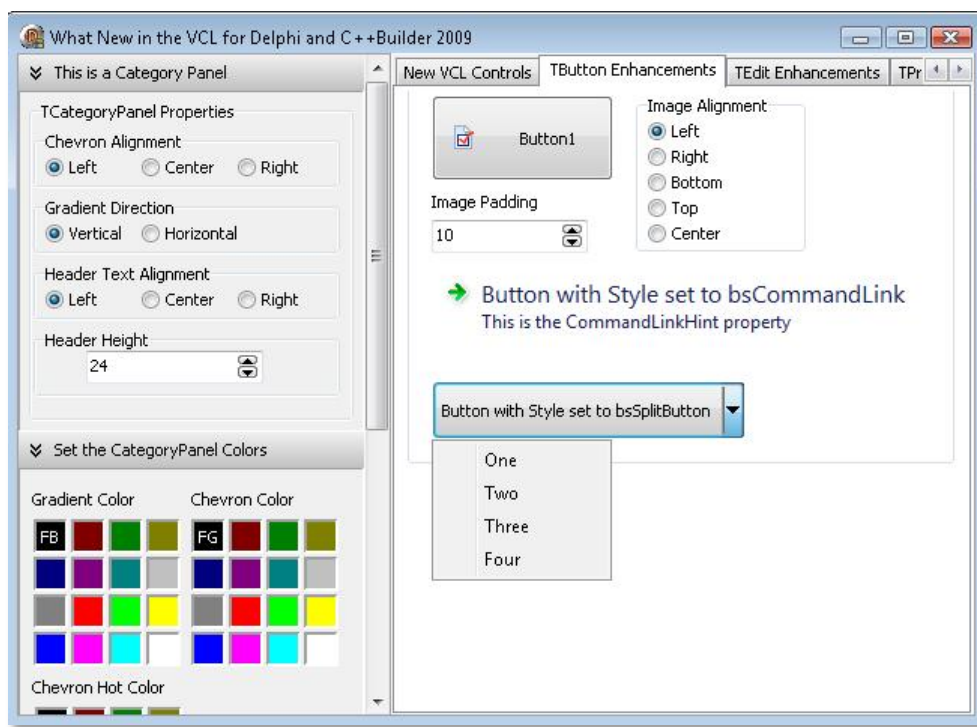 What New in the VCL for Delphi and C++Builder 2009
This is a Category Panel
TCategoryPanel Properties
Chevron Alignment
Left Center Right
Gradient Direction
Vertical Horizontal
Header Text Alignment
Left Center Right
Header Height
24
Set the CategoryPanel Colors
Gradient Color Chevron Color
FB FG
Chevron Hot Color
New VCL Controls TButton Enhancements TEdit Enhancements TPr
Button1
Image Alignment
Left
Right
Bottom
Top
Center
Image Padding
10
Button with Style set to bsCommandLink
This is the CommandLinkHint property
Button with Style set to bsSplitButton
One
Two
Three
Four